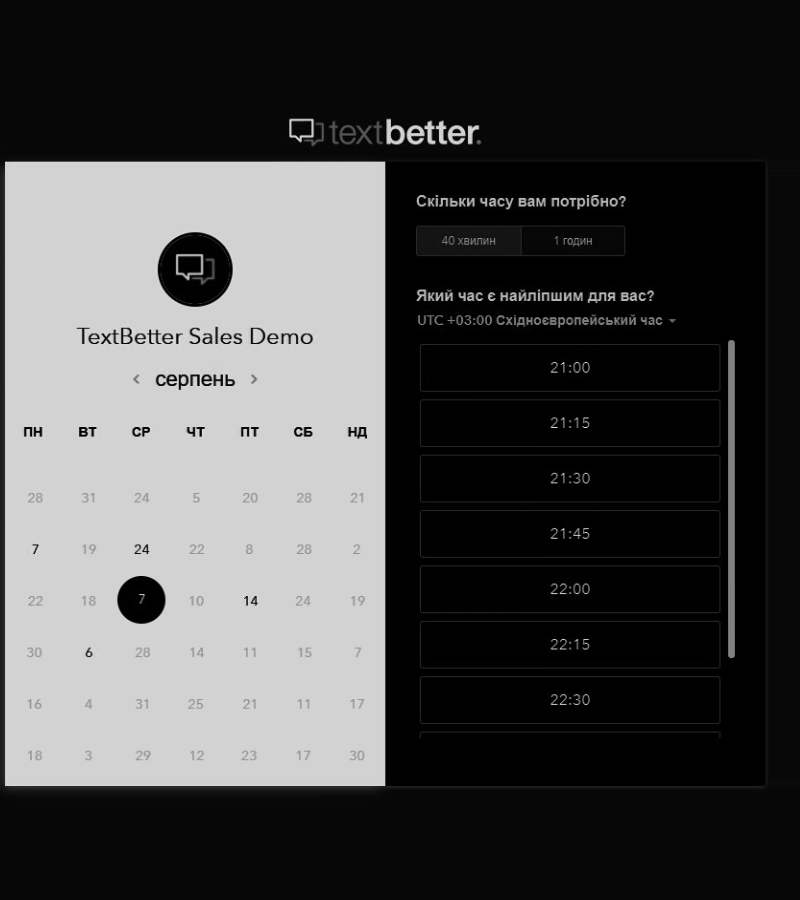 textbetter.
TextBetter Sales Demo
серпень
ПН ВТ СР ЧТ ПТ СБ НД
28 31 24 5 20 28 21
7 19 24 22 8 28 2
22 18 7 10 14 24 19
30 6 28 14 11 15 7
16 4 31 25 21 11 17
18 3 29 12 23 17 30
Скільки часу вам потрібно?
40 хвилин 1 годин
Який час є найліпшим для вас?
UTC +03:00 Східноєвропейський час
21:00
21:15
21:30
21:45
22:00
22:15
22:30